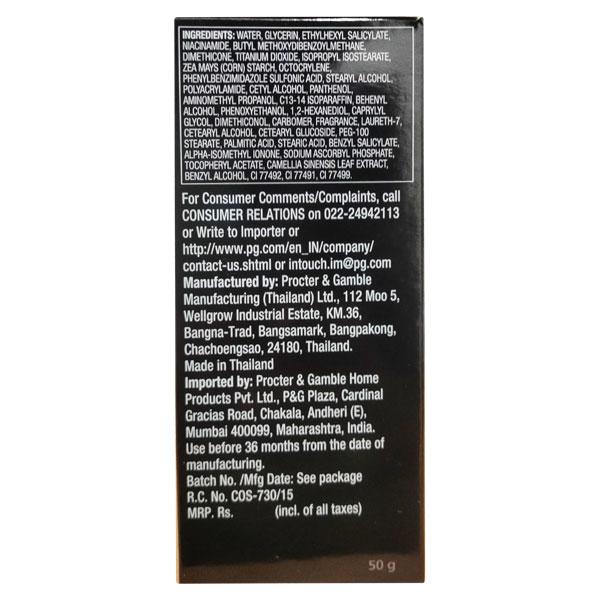 INGREDIENTS: WATER, GLYCERIN, ETHYLHEXYL SALICYLATE,
NIACINAMIDE, BUTYL METHOXYDIBENZOYLMETHANE,
DIMETHICONE, TITANIUM DIOXIDE, ISOPROPYL ISOSTEARATE,
ZEA MAYS (CORN) STARCH, OCTOCRYLENE,
PHENYLBENZIMIDAZOLE SULFONIC ACID, STEARYL ALCOHOL,
POLYACRYLAMIDE, CETYL ALCOHOL, PANTHENOL,
AMINOMETHYL PROPANOL, C13-14 ISOPARAFFIN, BEHENYL
ALCOHOL, PHENOXYETHANOL, 1,2-HEXANEDIOL, CAPRYLYL
GLYCOL, DIMETHICONOL, CARBOMER, FRAGRANCE, LAURETH-7,
CETEARYL ALCOHOL, CETEARYL GLUCOSIDE, PEG-100
STEARATE, PALMITIC ACID, STEARIC ACID, BENZYL SALICYLATE,
ALPHA-ISOMETHYL IONONE, SODIUM ASCORBYL PHOSPHATE,
TOCOPHERYL ACETATE, CAMELLIA SINENSIS LEAF EXTRACT,
BENZYL ALCOHOL, CI 77492, CI 77491, CI 77499.
For Consumer Comments/Complaints, call
CONSUMER RELATIONS on 022-24942113
or Write to Importer or
http://www.pg.com/en_IN/company/
contact-us.shtml or intouch.im@pg.com
Manufactured by: Procter & Gamble
Manufacturing (Thailand) Ltd., 112 Moo 5,
Wellgrow Industrial Estate, KM.36,
Bangna-Trad, Bangsamark, Bangpakong,
Chachoengsao, 24180, Thailand.
Made in Thailand
Imported by: Procter & Gamble Home
Products Pvt. Ltd., P&G Plaza, Cardinal
Gracias Road, Chakala, Andheri (E),
Mumbai 400099, Maharashtra, India.
Use before 36 months from the date of
manufacturing.
Batch No. /Mfg Date: See package
R.C. No. COS-730/15
MRP. Rs. (incl. of all taxes)
50 g